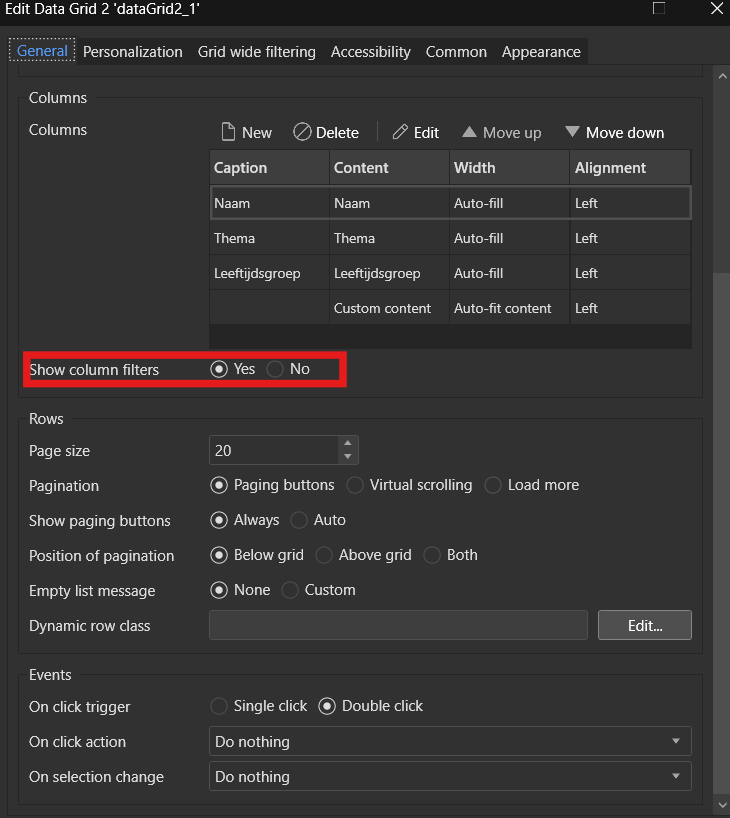 Edit Data Grid 2 'dataGrid2_1'
General Personalization Grid wide filtering Accessibility Common Appearance
Columns
Columns New Delete Edit Move up Move down
Caption Content Width Alignment
Naam Naam Auto-fill Left
Thema Thema Auto-fill Left
Leeftijdsgroep Leeftijdsgroep Auto-fill Left
Custom content Auto-fit content Left
Show column filters Yes No
Rows
Page size 20
Pagination Paging buttons Virtual scrolling Load more
Show paging buttons Always Auto
Position of pagination Below grid Above grid Both
Empty list message None Custom
Dynamic row class Edit...
Events
On click trigger Single click Double click
On click action Do nothing
On selection change Do nothing